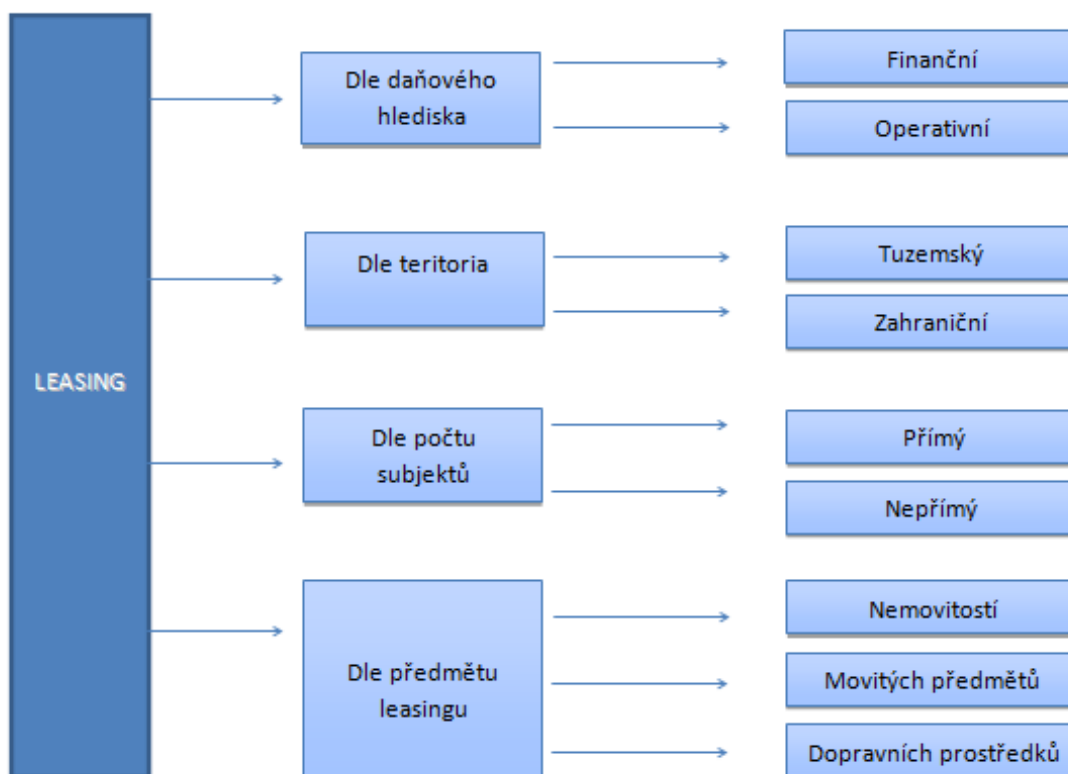 LEASING
Dle daňového
hlediska
Finanční
Operativní
Dle teritoria
Tuzemský
Zahraniční
Dle počtu
subjektů
Přímý
Nepřímý
Dle předmětu
leasingu
Nemovitostí
Movitých předmětů
Dopravních prostředků